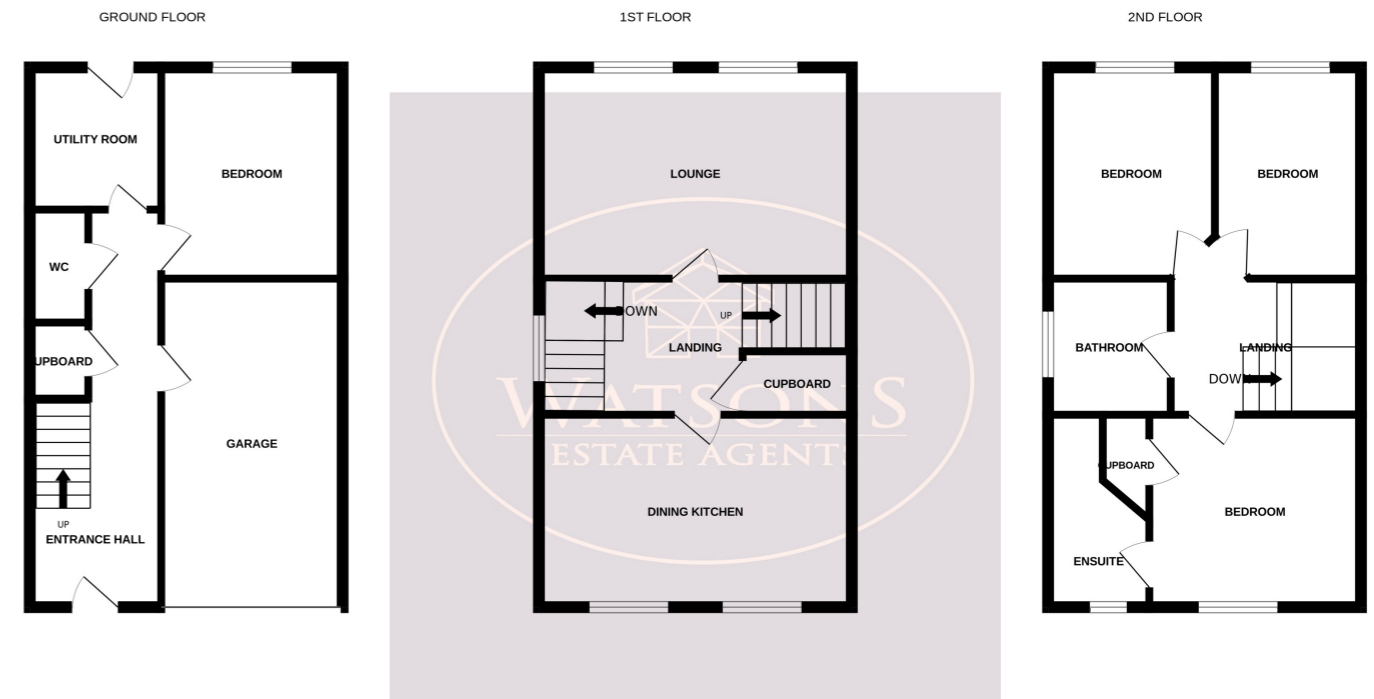 GROUND FLOOR
UTILITY ROOM
BEDROOM
WC
UPBOARD
GARAGE
UP
ENTRANCE HALL
1ST FLOOR
LOUNGE
DOWN
UP
LANDING
CUPBOARD
WATSONS
ESTATE AGENTS
DINING KITCHEN
2ND FLOOR
BEDROOM
BEDROOM
BATHROOM
LANDING
DOWN
CUPBOARD
BEDROOM
ENSUITE